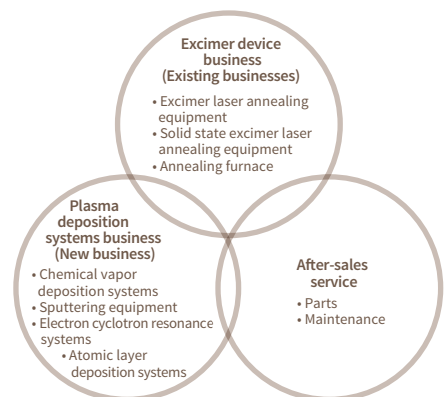 Excimer device
business
(Existing businesses)
• Excimer laser annealing
equipment
• Solid state excimer laser
annealing equipment
• Annealing furnace
Plasma
deposition
systems business
(New business)
• Chemical vapor
deposition systems
• Sputtering equipment
• Electron cyclotron resonance
systems
• Atomic layer
deposition systems
After-sales
service
• Parts
• Maintenance